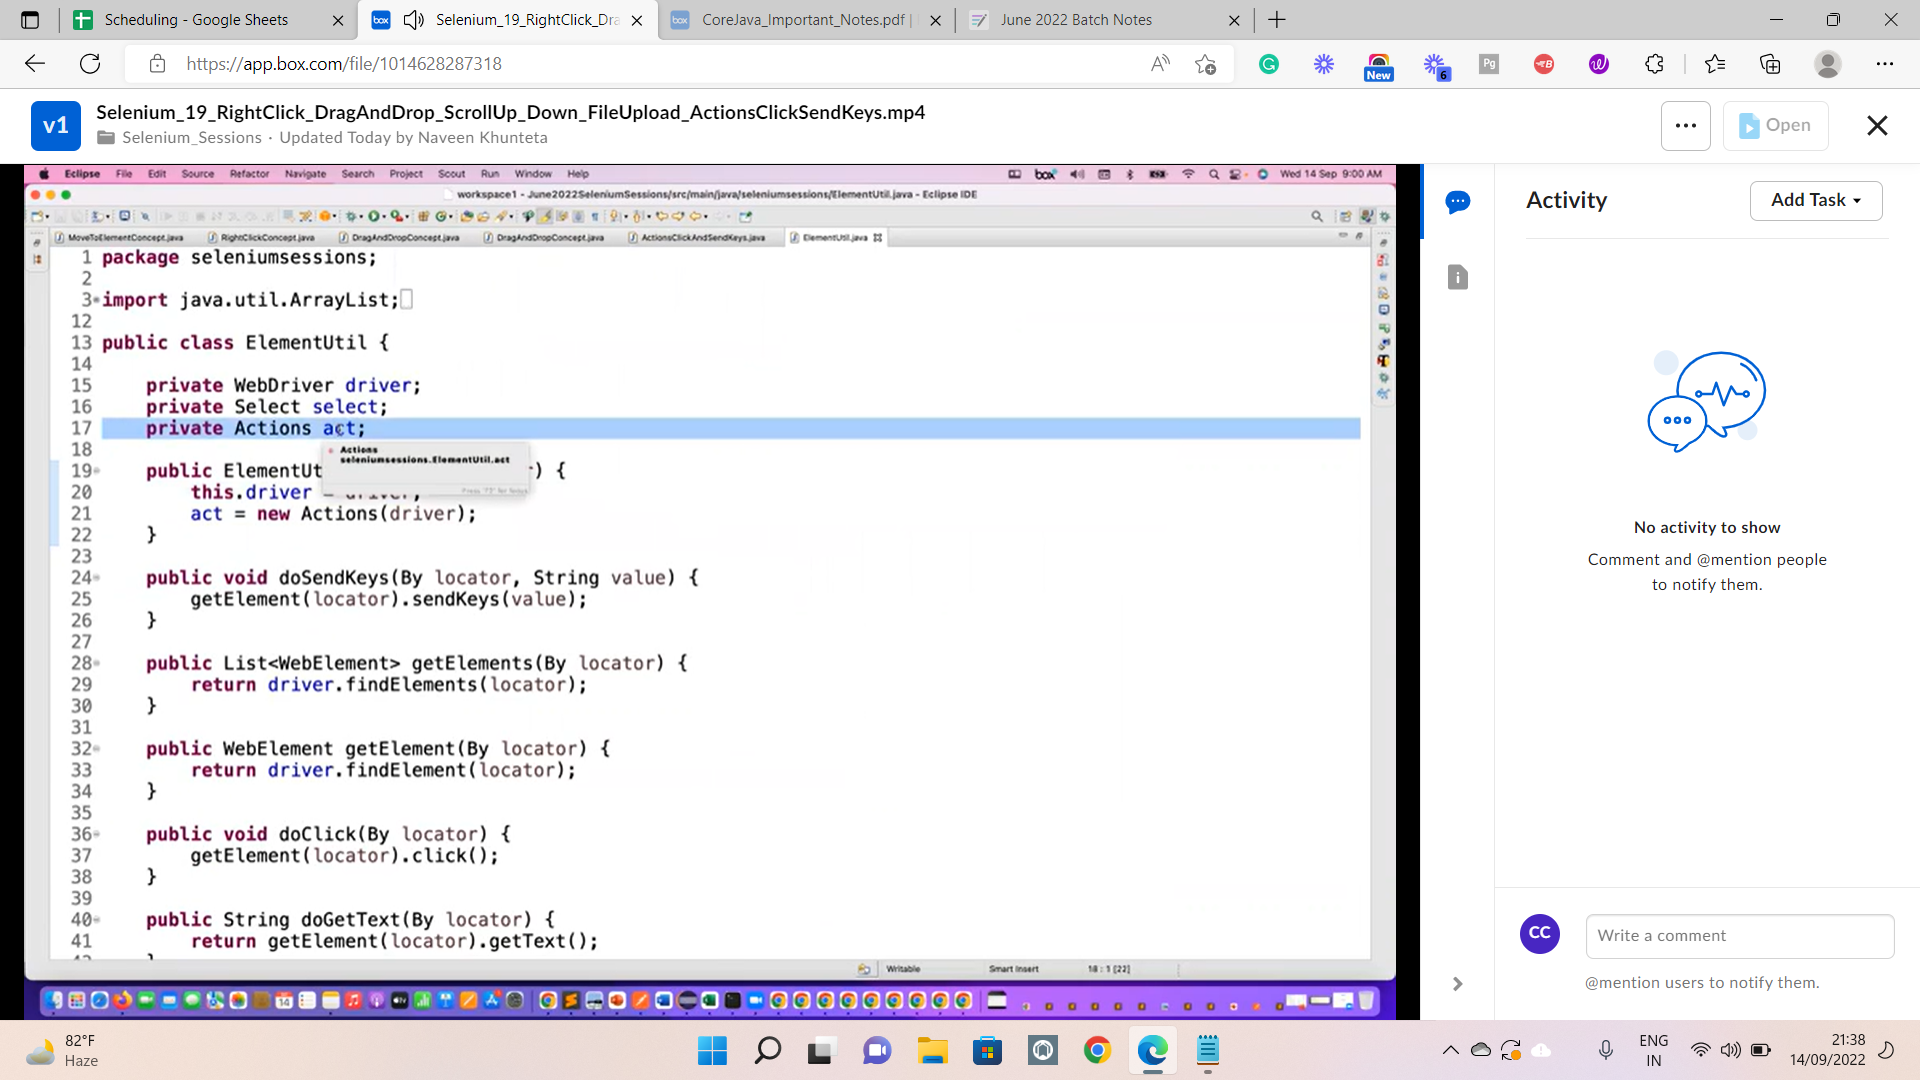 Scheduling - Google Sheets
Selenium_19_RightClick_Dra
CoreJava_Important_Notes.pdf |
June 2022 Batch Notes
https://app.box.com/file/1014628287318
New
6
Pg
v1
Selenium_19_RightClick_DragAndDrop_ScrollUp_Down_FileUpload_ActionsClickSendKeys.mp4
Selenium_Sessions · Updated Today by Naveen Khunteta
Open
Eclipse File Edit Source Refactor Navigate Search Project Scout Run Window Help
box
Wed 14 Sep 9:00 AM
workspace1 - June2022SeleniumSessions/src/main/java/seleniumsessions/ElementUtil.java - Eclipse IDE
MoveToElementConcept.java
RightClickConcept.java
DragAndDropConcept.java
DragAndDropConcept.java
ActionsClickAndSendKeys.java
ElementUtil.java
1 package seleniumsessions;
2
3 import java.util.ArrayList;
12
13 public class ElementUtil {
14
15 private WebDriver driver;
16 private Select select;
17 private Actions act;
18
Actions
seleniumsessions.ElementUtil.act
19 public ElementUt ) {
20 this.driver = driver;
21 act = new Actions(driver);
22 }
23
24 public void doSendKeys(By locator, String value) {
25 getElement(locator).sendKeys(value);
26 }
27
28 public List<WebElement> getElements(By locator) {
29 return driver.findElements(locator);
30 }
31
32 public WebElement getElement(By locator) {
33 return driver.findElement(locator);
34 }
35
36 public void doClick(By locator) {
37 getElement(locator).click();
38 }
39
40 public String doGetText(By locator) {
41 return getElement(locator).getText();
Writable
Smart Insert
18 : 1 [22]
Activity
Add Task
No activity to show
Comment and @mention people
to notify them.
CC
Write a comment
@mention users to notify them.
82°F
Haze
ENG
IN
21:38
14/09/2022